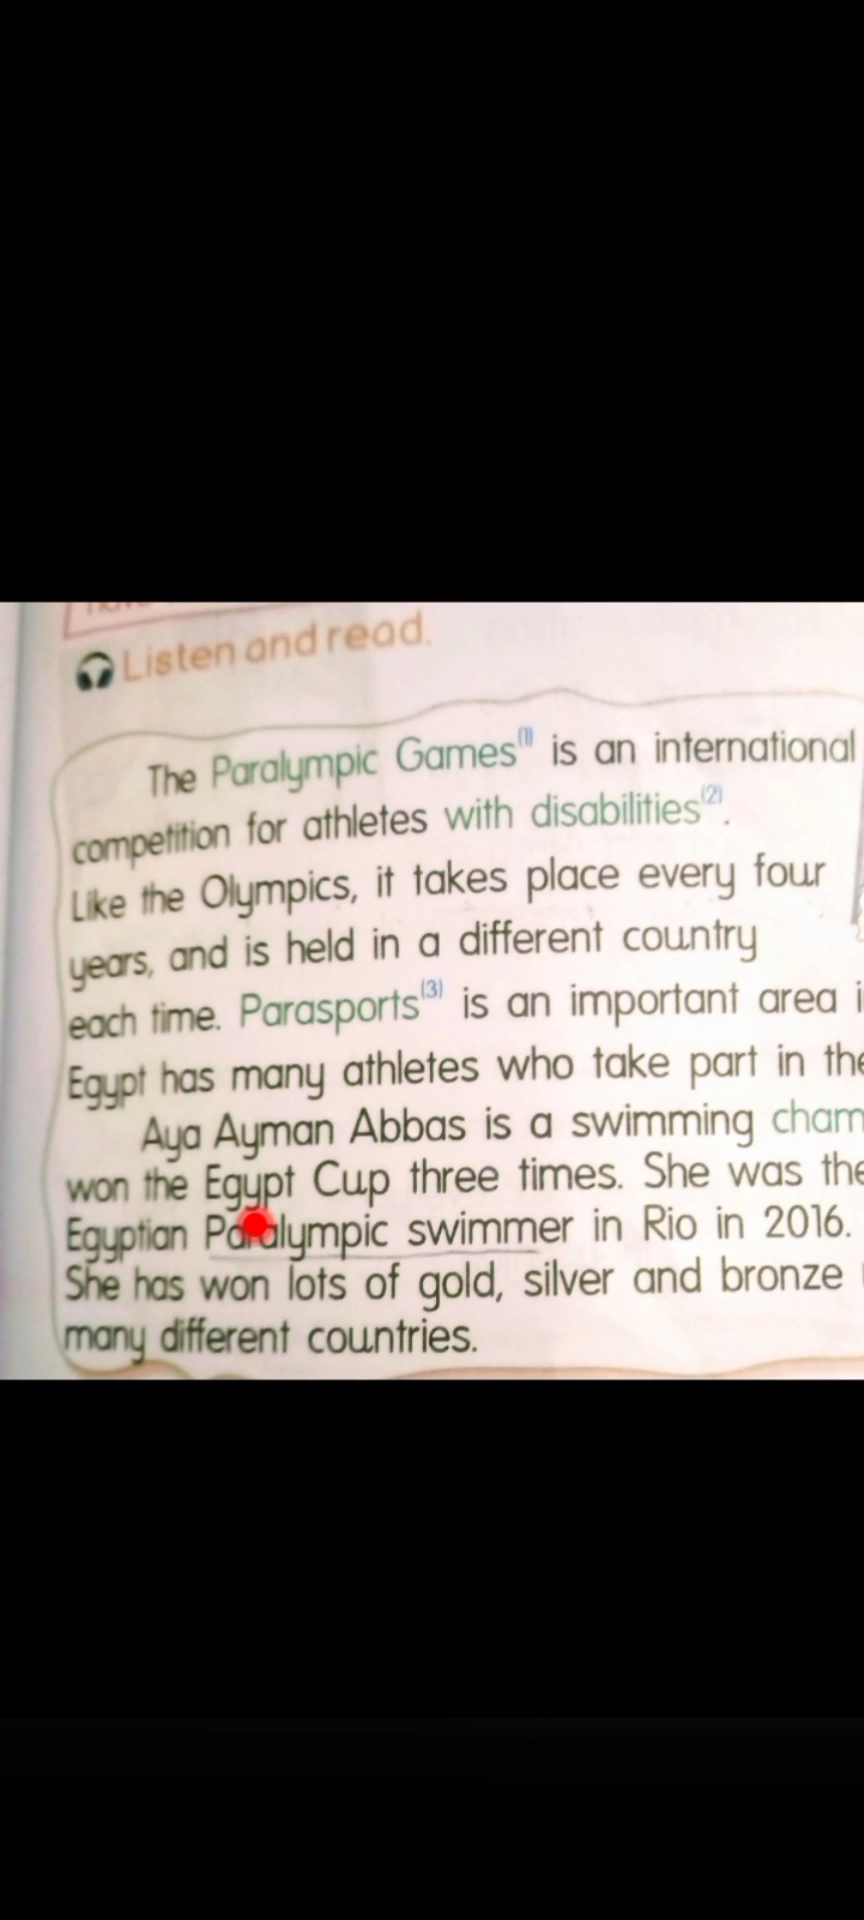 Listen and read.
The Paralympic Games(1) is an international
competition for athletes with disabilities(2).
Like the Olympics, it takes place every four
years, and is held in a different country
each time. Parasports(3) is an important area
Egypt has many athletes who take part in
Aya Ayman Abbas is a swimming
won the Egypt Cup three times. She was
Egyptian Paralympic swimmer in Rio in 2016.
She has won lots of gold, silver and bronze
many different countries.